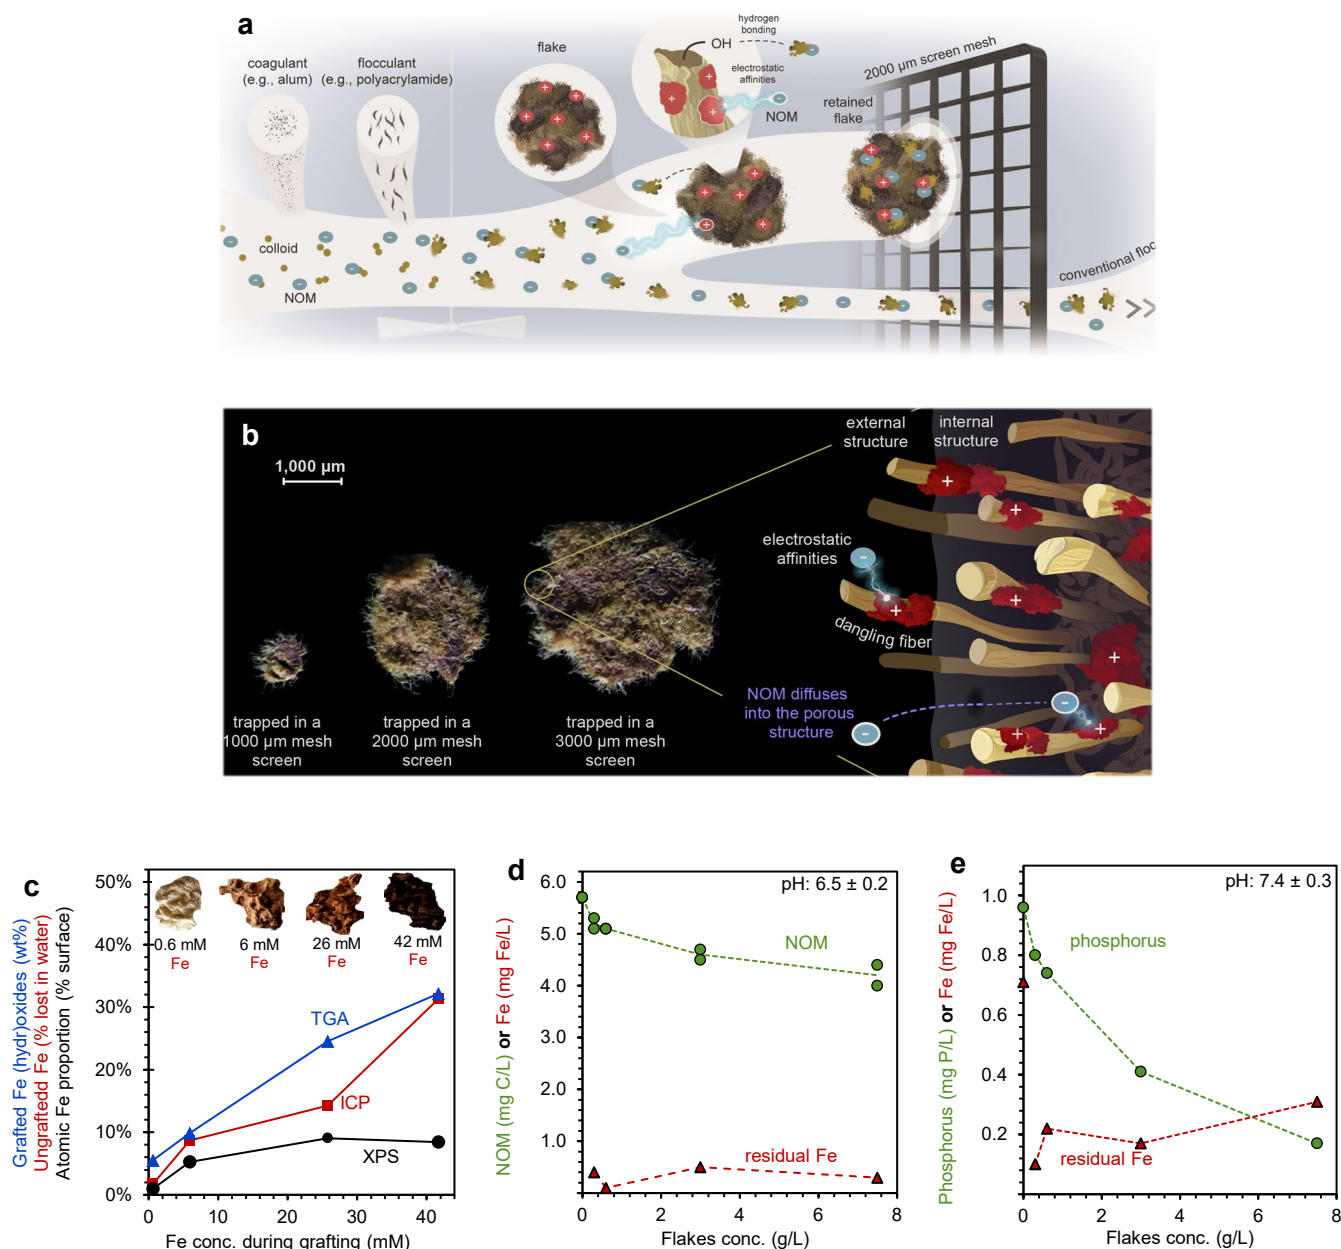 a
coagulant
(e.g., alum)
flocculant
(e.g., polyacrylamide)
flake
hydrogen
bonding
OH
electrostatic
affinities
NOM
2000 µm screen mesh
retained
flake
colloid
NOM
conventional floc
b
1,000 µm
trapped in a
1000 µm mesh
screen
trapped in a
2000 µm mesh
screen
trapped in a
3000 µm mesh
screen
external
structure
internal
structure
electrostatic
affinities
dangling fiber
NOM diffuses
into the porous
structure
c
Grafted Fe (hydr)oxides (wt%)
Ungraftedd Fe (% lost in water)
Atomic Fe proportion (% surface)
50%
40%
30%
20%
10%
0%
0.6 mM
Fe
6 mM
Fe
26 mM
Fe
42 mM
Fe
TGA
ICP
XPS
0 10 20 30 40
Fe conc. during grafting (mM)
d
pH: 6.5 ± 0.2
NOM (mg C/L) or Fe (mg Fe/L)
6.0
5.0
4.0
3.0
2.0
1.0
NOM
residual Fe
0 2 4 6 8
Flakes conc. (g/L)
e
pH: 7.4 ± 0.3
Phosphorus (mg P/L) or Fe (mg Fe/L)
1.0
0.8
0.6
0.4
0.2
phosphorus
residual Fe
0 2 4 6 8
Flakes conc. (g/L)